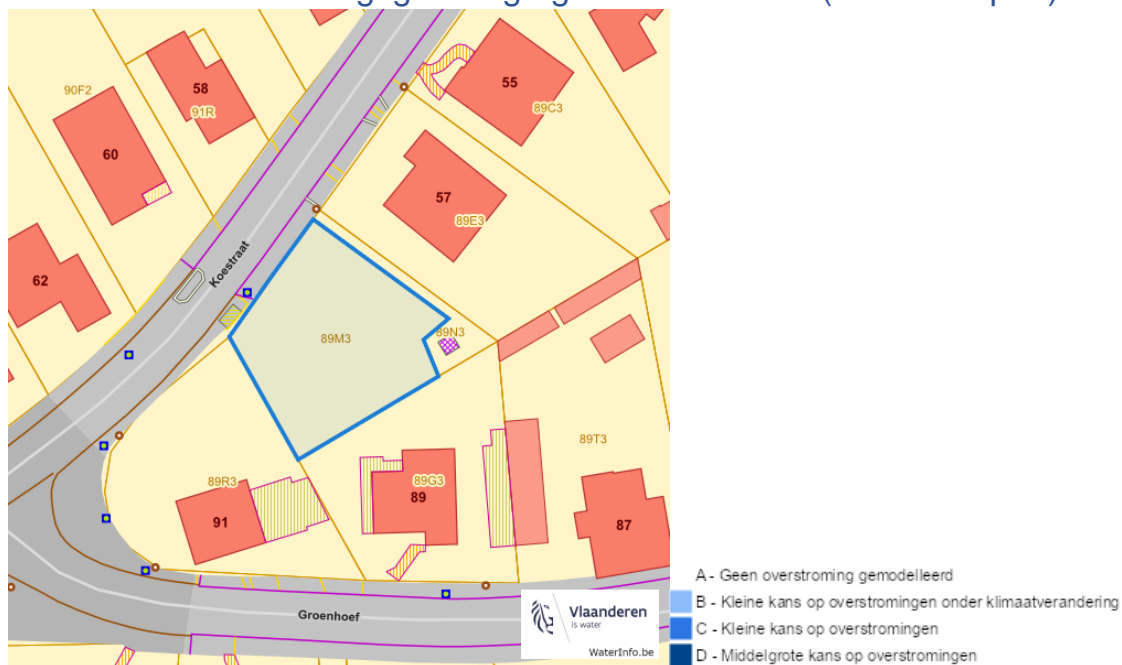 58
90F2
91R
60
55
89C3
57
89E3
62
Koestraat
89M3
89N3
89T3
89R3
89G3
89
91
87
Groenhoef
Vlaanderen
is water
WaterInfo.be
A - Geen overstroming gemodelleerd
B - Kleine kans op overstromingen onder klimaatverandering
C - Kleine kans op overstromingen
D - Middelgrote kans op overstromingen